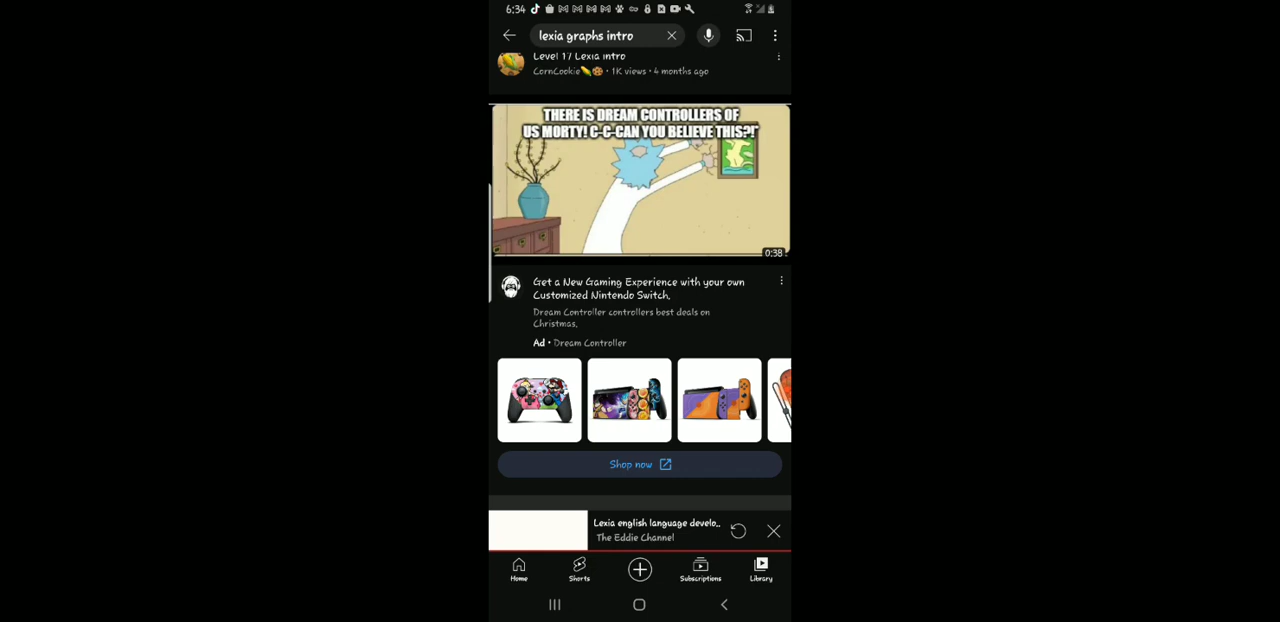 6:34
lexia graphs intro
Level 17 Lexia intro
CornCookie🌽🍪 • 1K views • 4 months ago
THERE IS DREAM CONTROLLERS OF
US MORTY! C-C-CAN YOU BELIEVE THIS?!"
0:38
Get a New Gaming Experience with your own
Customized Nintendo Switch.
Dream Controller controllers best deals on
Christmas.
Ad • Dream Controller
Shop now
Lexia english language develo..
The Eddie Channel
Home
Shorts
Subscriptions
Library